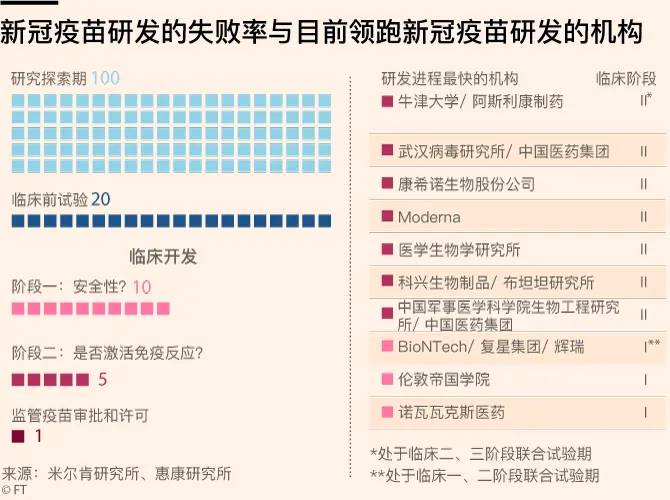 新冠疫苗研发的失败率与目前领跑新冠疫苗研发的机构
研究探索期 100
临床前试验 20
临床开发
阶段一：安全性？10
阶段二：是否激活免疫反应？
5
监管疫苗审批和许可
1
来源：米尔肯研究所、惠康研究所
© FT
研发进程最快的机构 临床阶段
牛津大学/ 阿斯利康制药 II*
武汉病毒研究所/ 中国医药集团 II
康希诺生物股份公司 II
Moderna II
医学生物学研究所 II
科兴生物制品/ 布坦坦研究所 II
中国军事医学科学院生物工程研究
所/ 中国医药集团 II
BioNTech/ 复星集团/ 辉瑞 I**
伦敦帝国学院 I
诺瓦瓦克斯医药 I
*处于临床二、三阶段联合试验期
**处于临床一、二阶段联合试验期